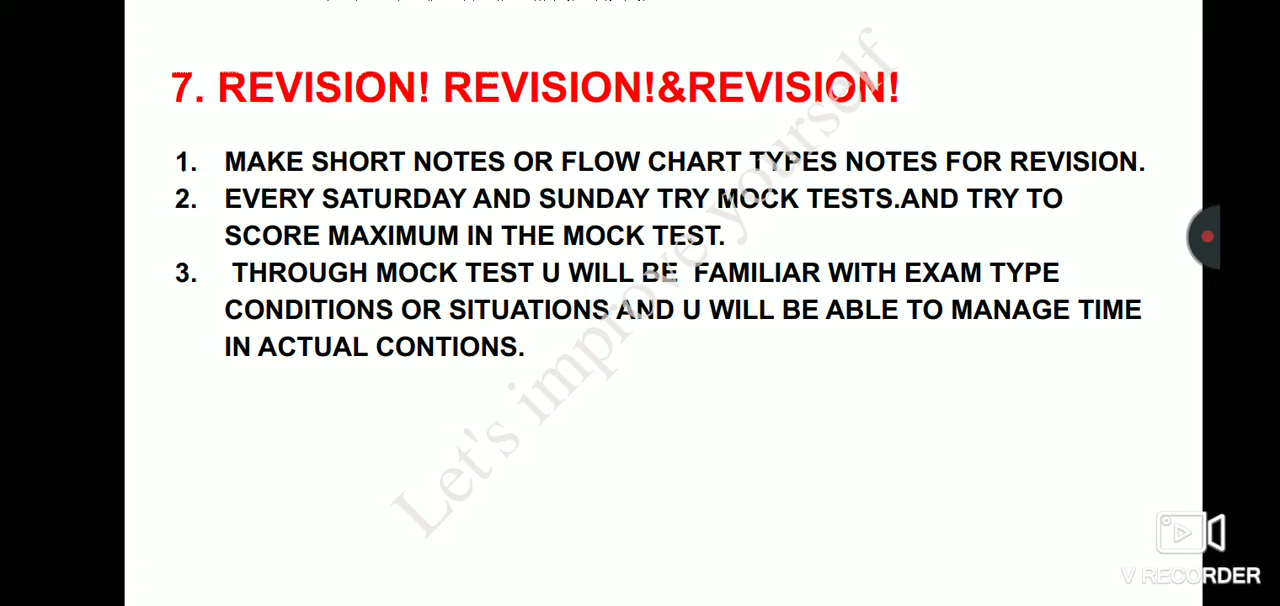 7. REVISION! REVISION!&REVISION!
1. MAKE SHORT NOTES OR FLOW CHART TYPES NOTES FOR REVISION.
2. EVERY SATURDAY AND SUNDAY TRY MOCK TESTS.AND TRY TO
SCORE MAXIMUM IN THE MOCK TEST.
3. THROUGH MOCK TEST U WILL BE FAMILIAR WITH EXAM TYPE
CONDITIONS OR SITUATIONS AND U WILL BE ABLE TO MANAGE TIME
IN ACTUAL CONTIONS.
Let's improve yourself
V RECORDER